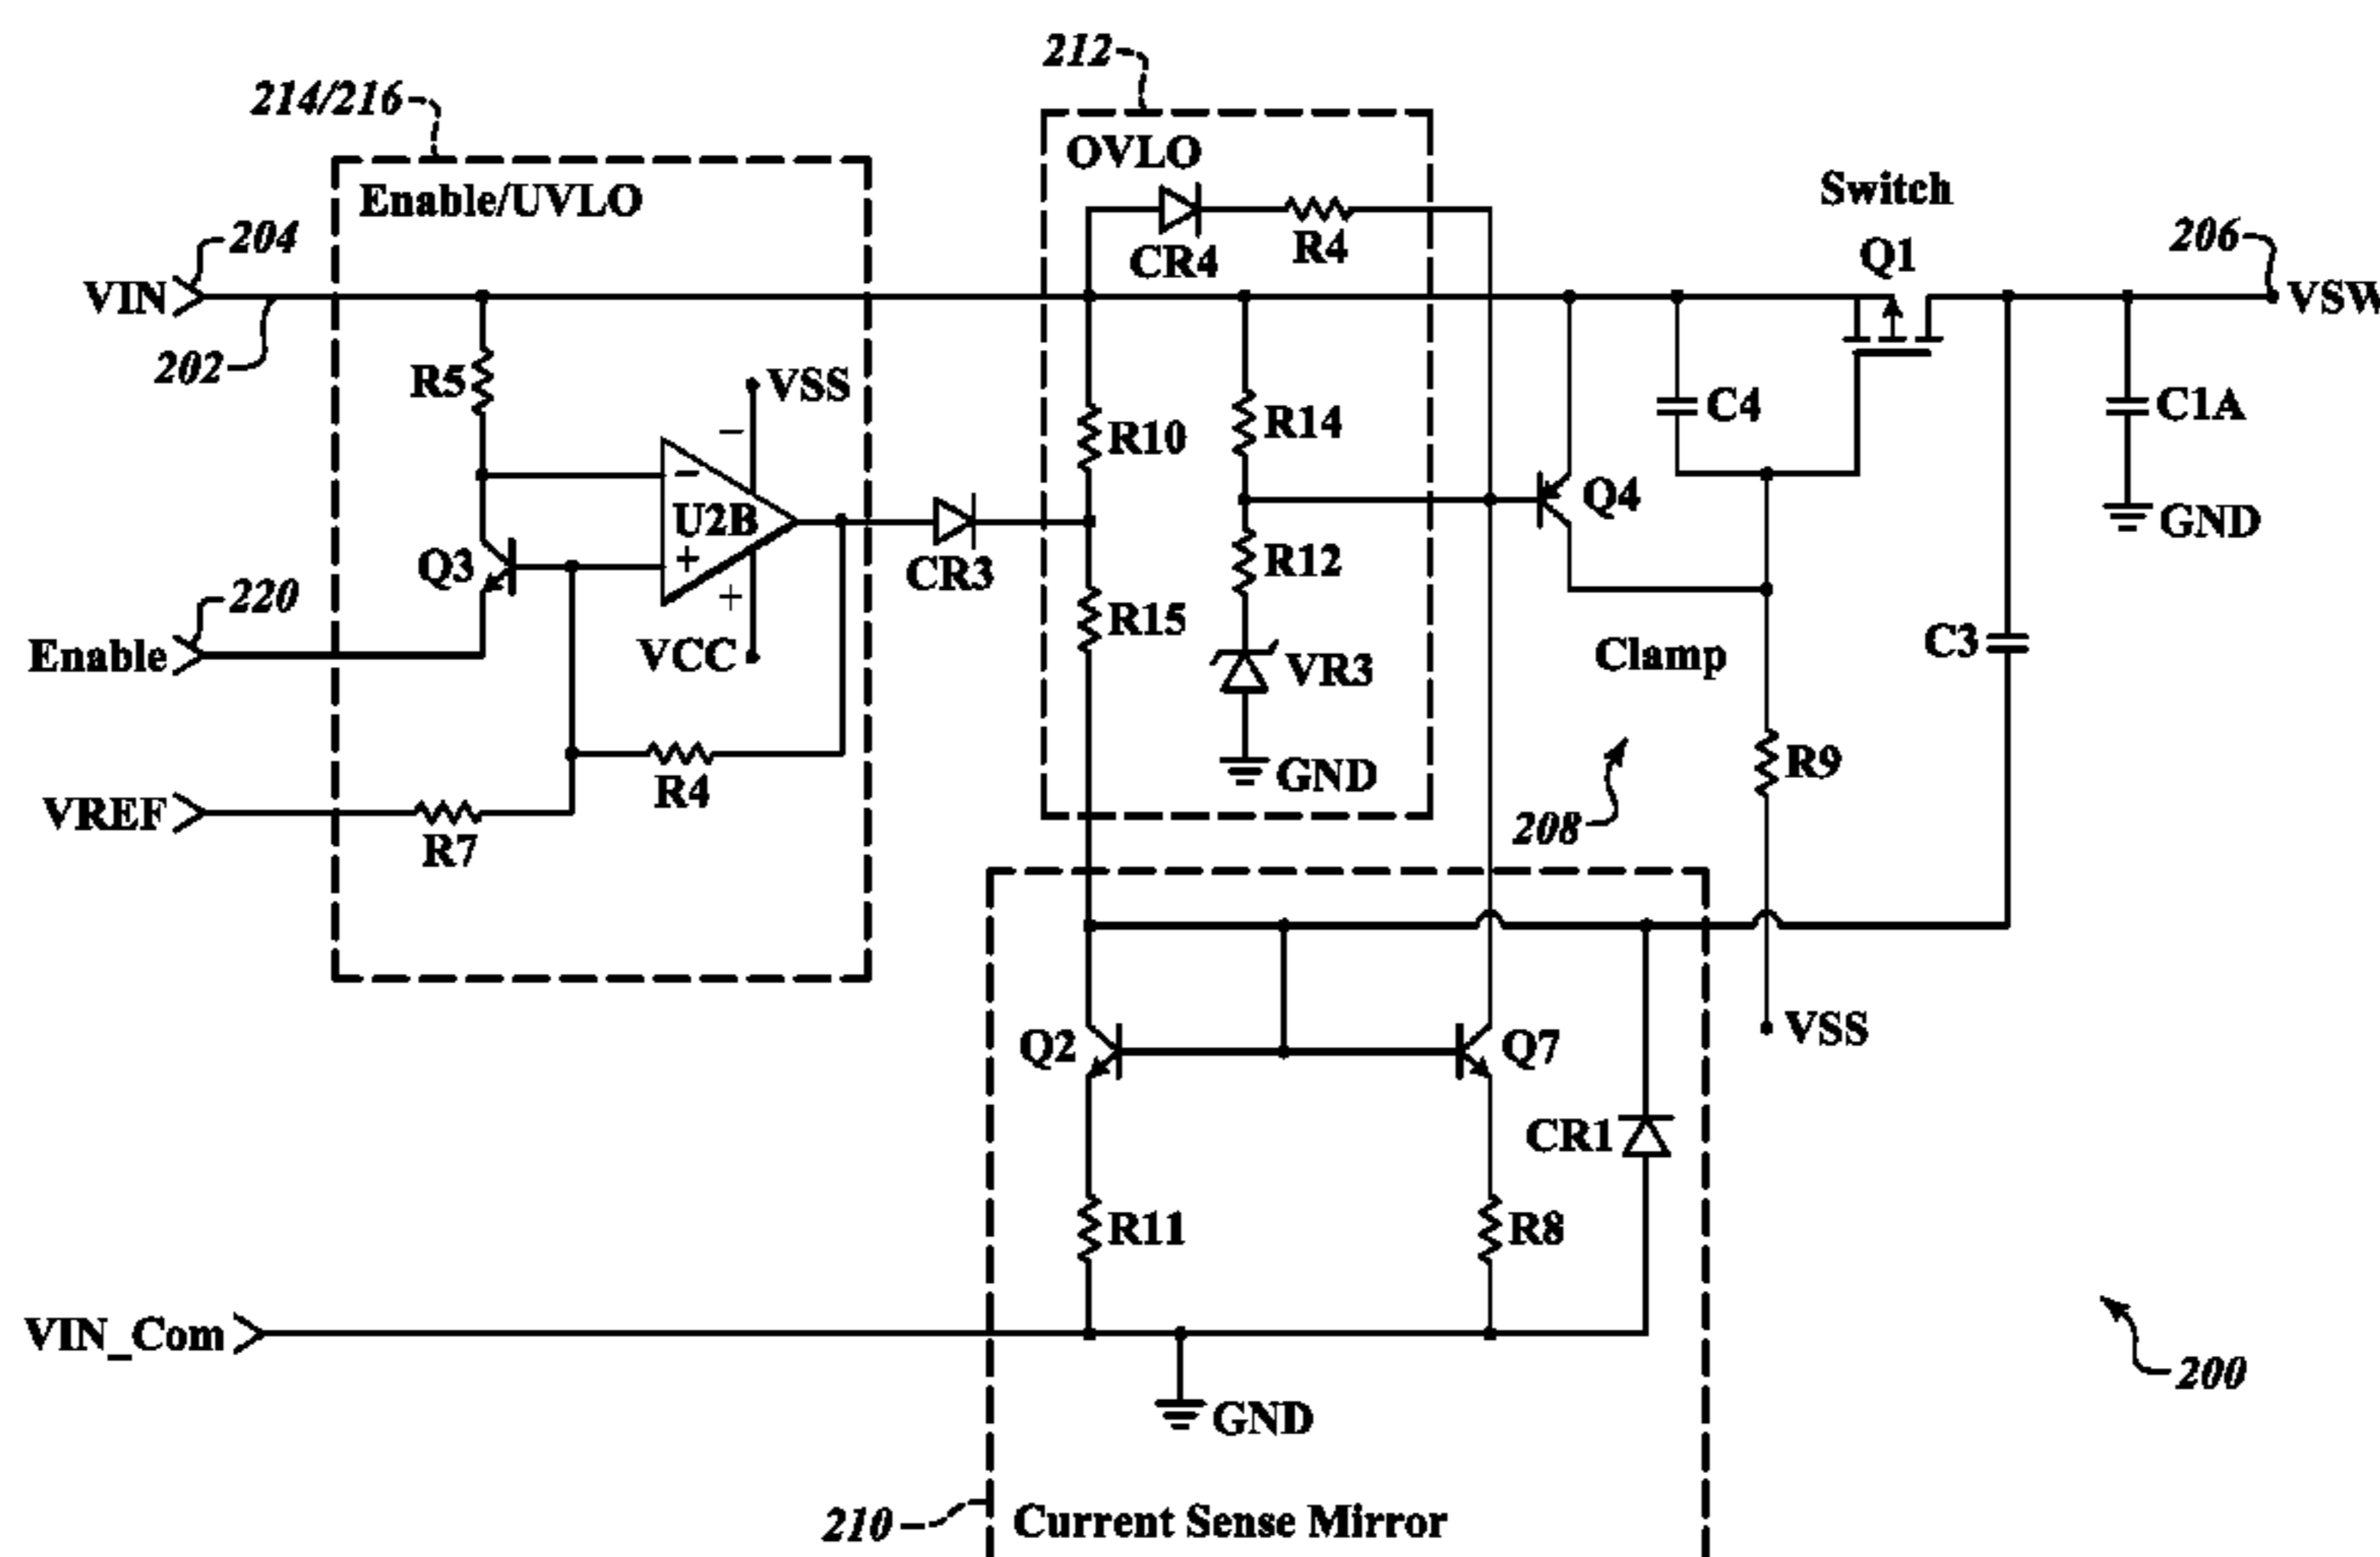 212
214/216
OVLO
Enable/UVLO
Switch
204
206
CR4
R4
Q1
VIN
VSW
202
R5
VSS
R10
R14
C4
C1A
U2B
Q4
GND
Q3
CR3
R12
220
R15
Enable
VCC
VR3
Clamp
C3
R4
GND
R9
VREF
208
R7
VSS
Q2
Q7
CR1
R11
R8
VIN_Com
200
GND
210
Current Sense Mirror